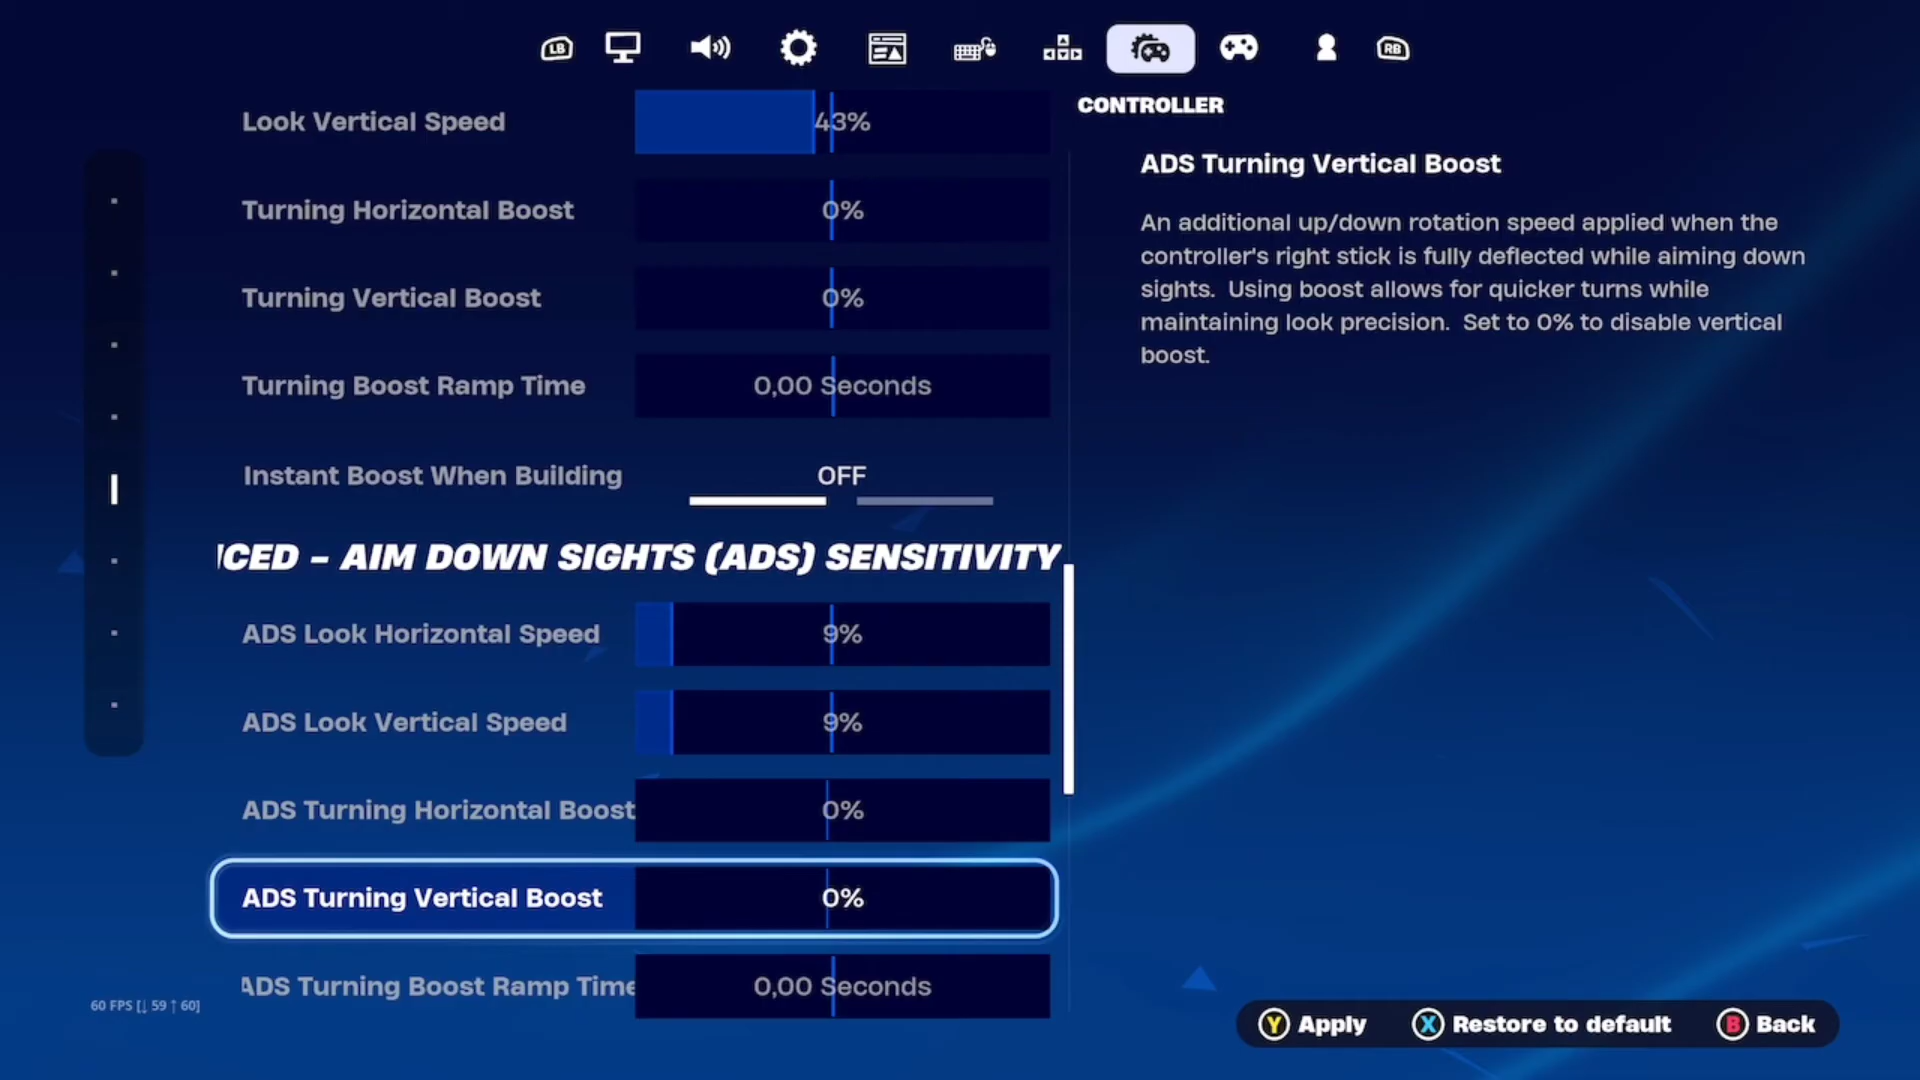 LB
RB
Look Vertical Speed 43%
Turning Horizontal Boost 0%
Turning Vertical Boost 0%
Turning Boost Ramp Time 0,00 Seconds
Instant Boost When Building OFF
CED - AIM DOWN SIGHTS (ADS) SENSITIVITY
ADS Look Horizontal Speed 9%
ADS Look Vertical Speed 9%
ADS Turning Horizontal Boost 0%
ADS Turning Vertical Boost 0%
ADS Turning Boost Ramp Time 0,00 Seconds
CONTROLLER
ADS Turning Vertical Boost
An additional up/down rotation speed applied when the
controller's right stick is fully deflected while aiming down
sights. Using boost allows for quicker turns while
maintaining look precision. Set to 0% to disable vertical
boost.
60 FPS [↓ 59 ↑ 60]
Y Apply X Restore to default B Back